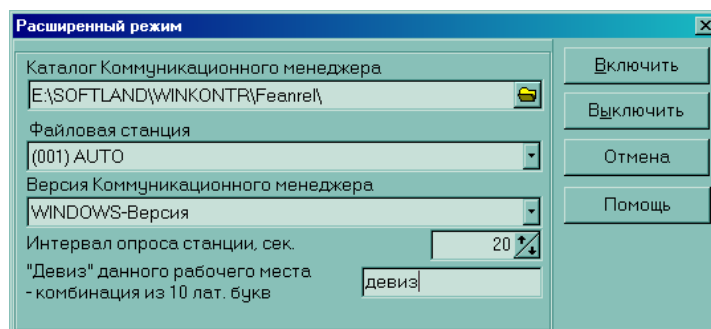 Расширенный режим
Каталог Коммуникационного менеджера
E:\SOFTLAND\WINKONTR\Feanrel\
Файловая станция
(001) AUTO
Версия Коммуникационного менеджера
WINDOWS-Версия
Интервал опроса станции, сек.
20
"Девиз" данного рабочего места
- комбинация из 10 лат. букв
девиз
Включить
Выключить
Отмена
Помощь